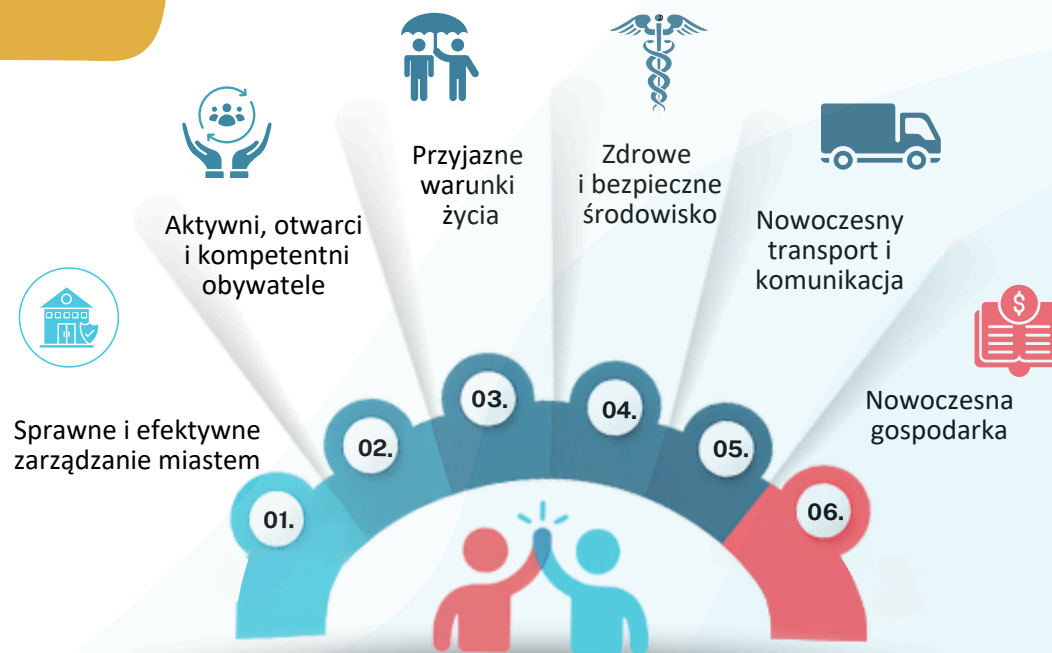 01.
Sprawne i efektywne
zarządzanie miastem
02.
Aktywni, otwarci
i kompetentni
obywatele
03.
Przyjazne
warunki
życia
04.
Zdrowe
i bezpieczne
środowisko
05.
Nowoczesny
transport i
komunikacja
06.
$
Nowoczesna
gospodarka